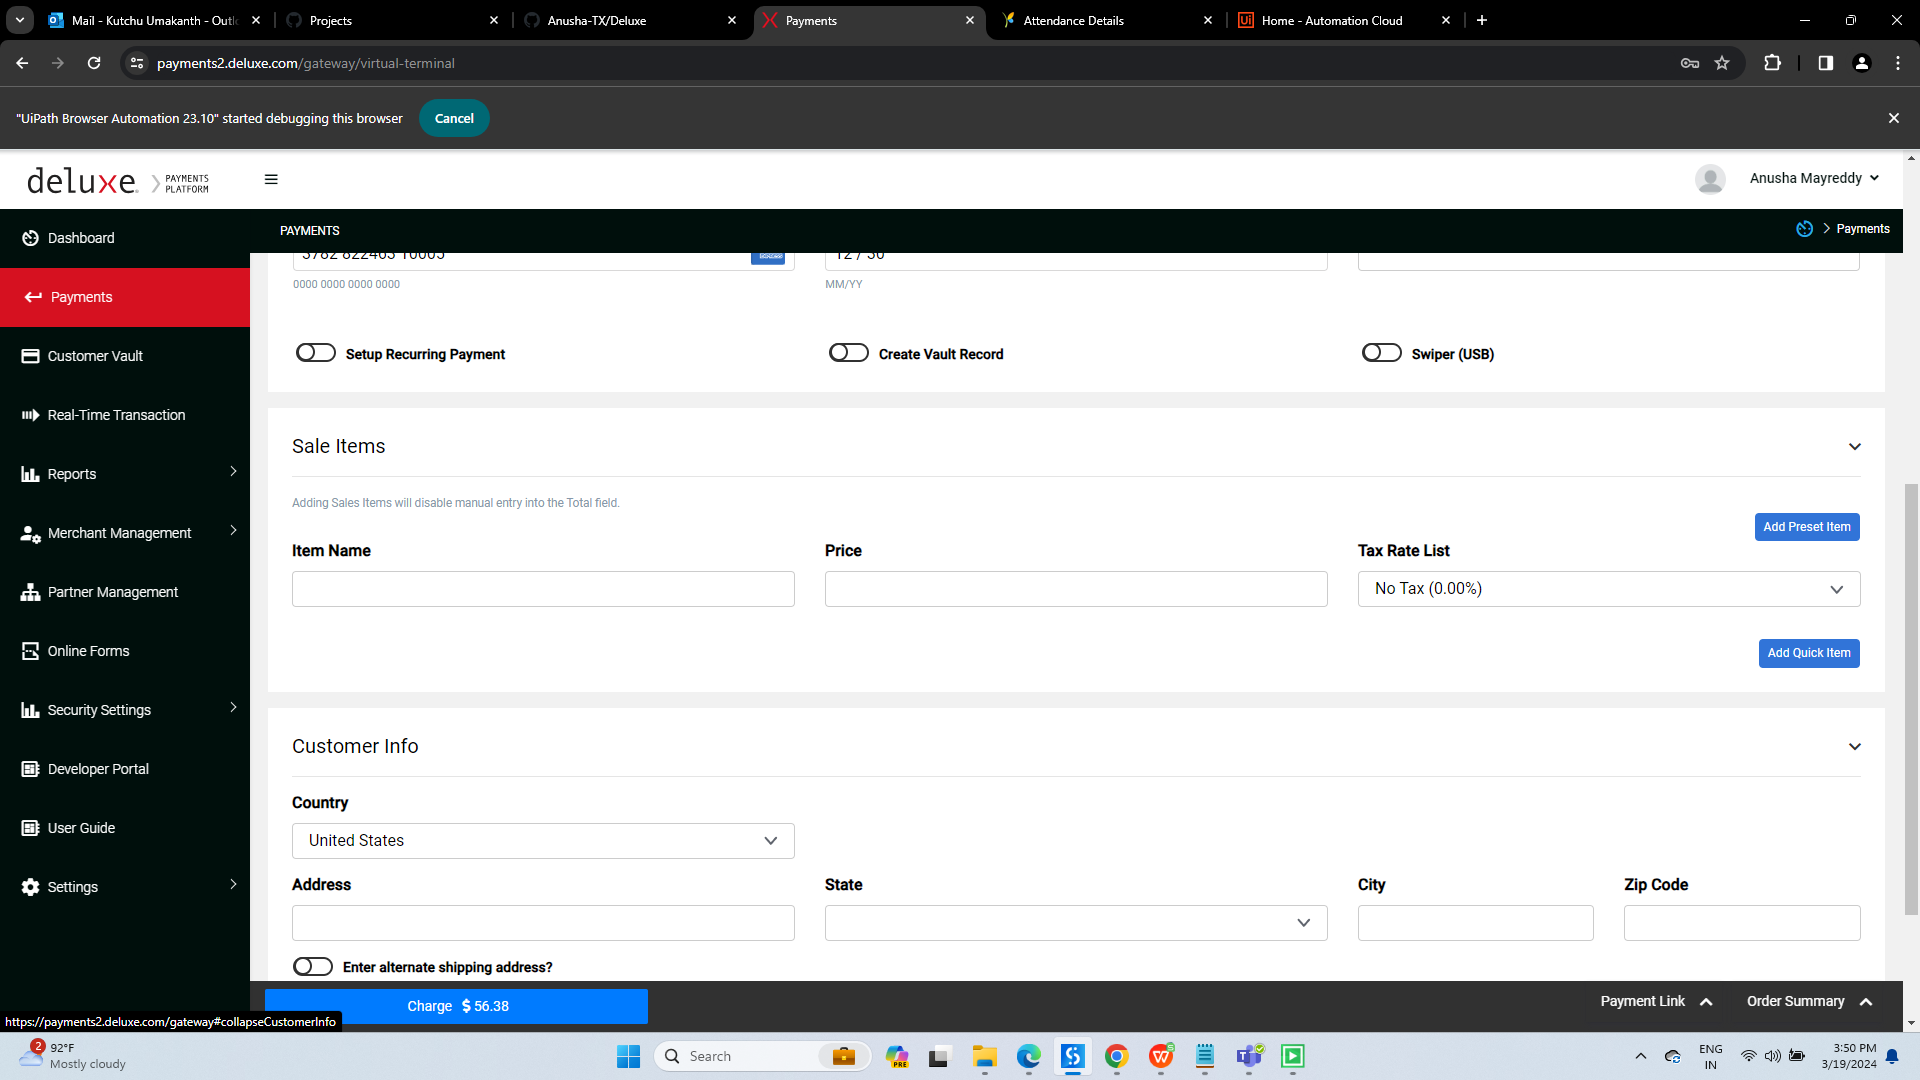 Mail - Kutchu Umakanth - Outlo
Projects
Anusha-TX/Deluxe
Payments
Attendance Details
Home - Automation Cloud
payments2.deluxe.com/gateway/virtual-terminal
"UiPath Browser Automation 23.10" started debugging this browser
Cancel
deluxe.
PAYMENTS
PLATFORM
Anusha Mayreddy
Dashboard
PAYMENTS
Payments
3782 822463 10005
12 / 30
0000 0000 0000 0000
MM/YY
Payments
Setup Recurring Payment
Create Vault Record
Swiper (USB)
Customer Vault
Real-Time Transaction
Reports
Merchant Management
Partner Management
Online Forms
Security Settings
Developer Portal
User Guide
Settings
Sale Items
Adding Sales Items will disable manual entry into the Total field.
Add Preset Item
Item Name
Price
Tax Rate List
No Tax (0.00%)
Add Quick Item
Customer Info
Country
United States
Address
State
City
Zip Code
Enter alternate shipping address?
Charge $ 56.38
Payment Link
Order Summary
https://payments2.deluxe.com/gateway#collapseCustomerInfo
2
92°F
Mostly cloudy
Search
PRE
ENG
IN
3:50 PM
3/19/2024